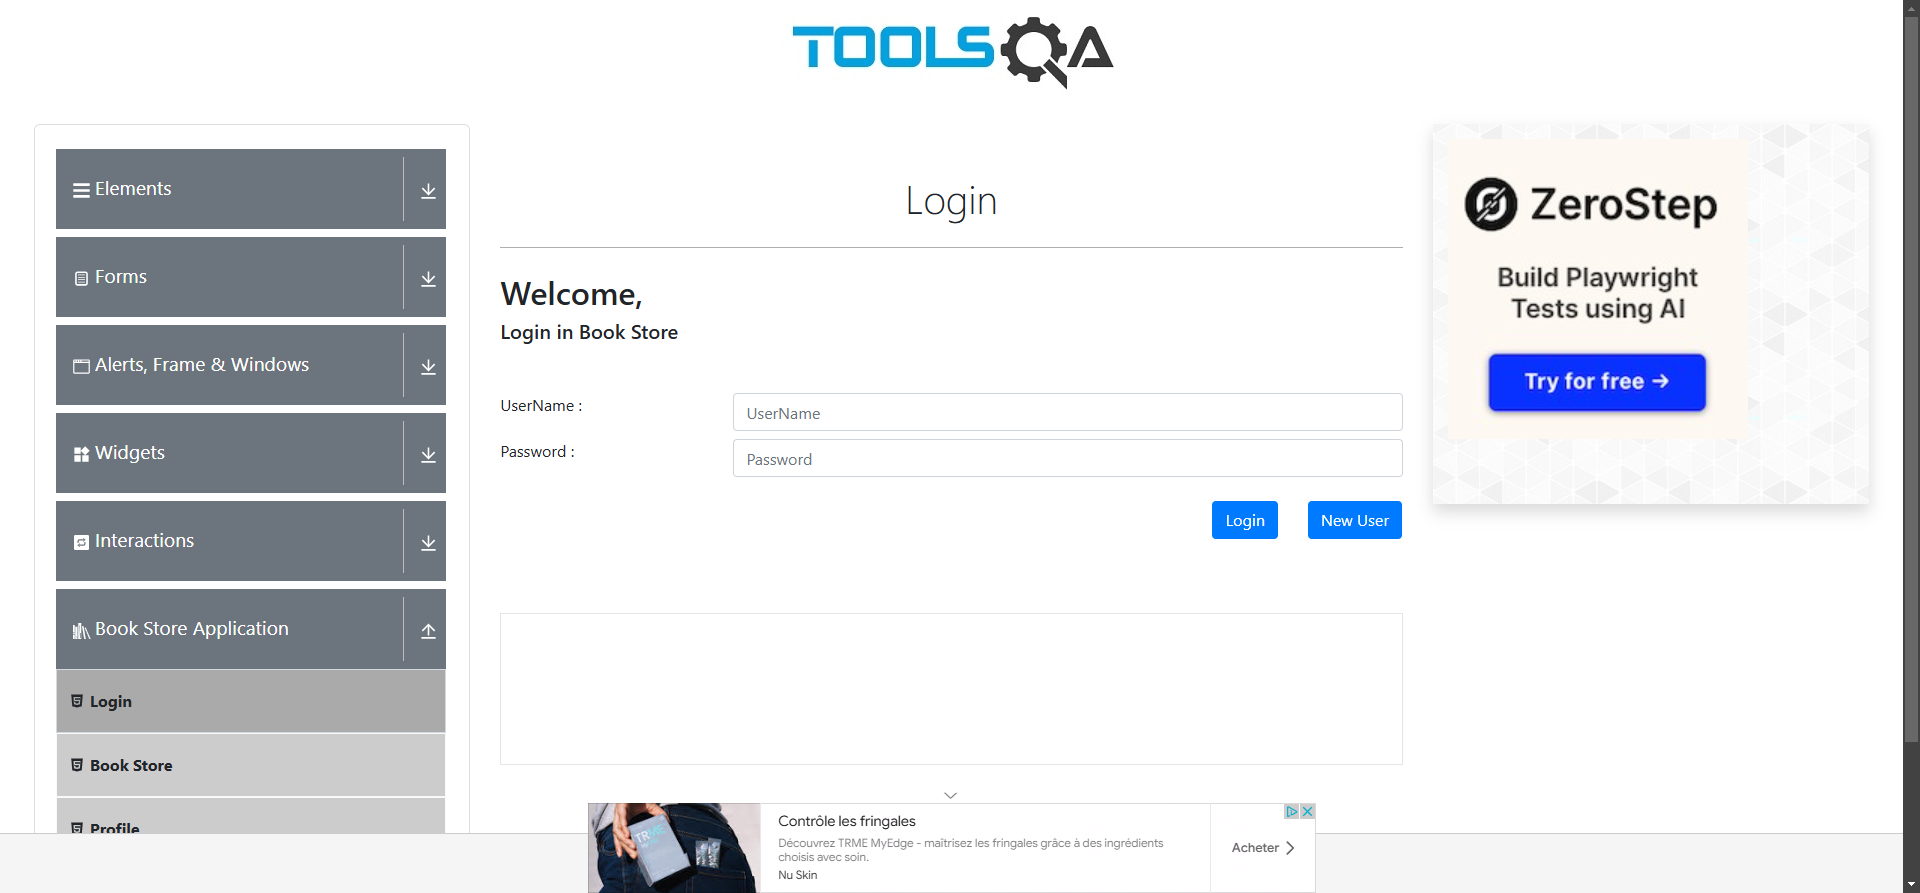 TOOLSQA
Elements
Forms
Alerts, Frame & Windows
Widgets
Interactions
Book Store Application
Login
Book Store
Profile
Login
Welcome,
Login in Book Store
UserName :
UserName
Password :
Password
Login
New User
ZeroStep
Build Playwright
Tests using AI
Try for free →
Contrôle les fringales
Découvrez TRME MyEdge - maîtrisez les fringales grâce à des ingrédients
choisis avec soin.
Nu Skin
Acheter
TRME